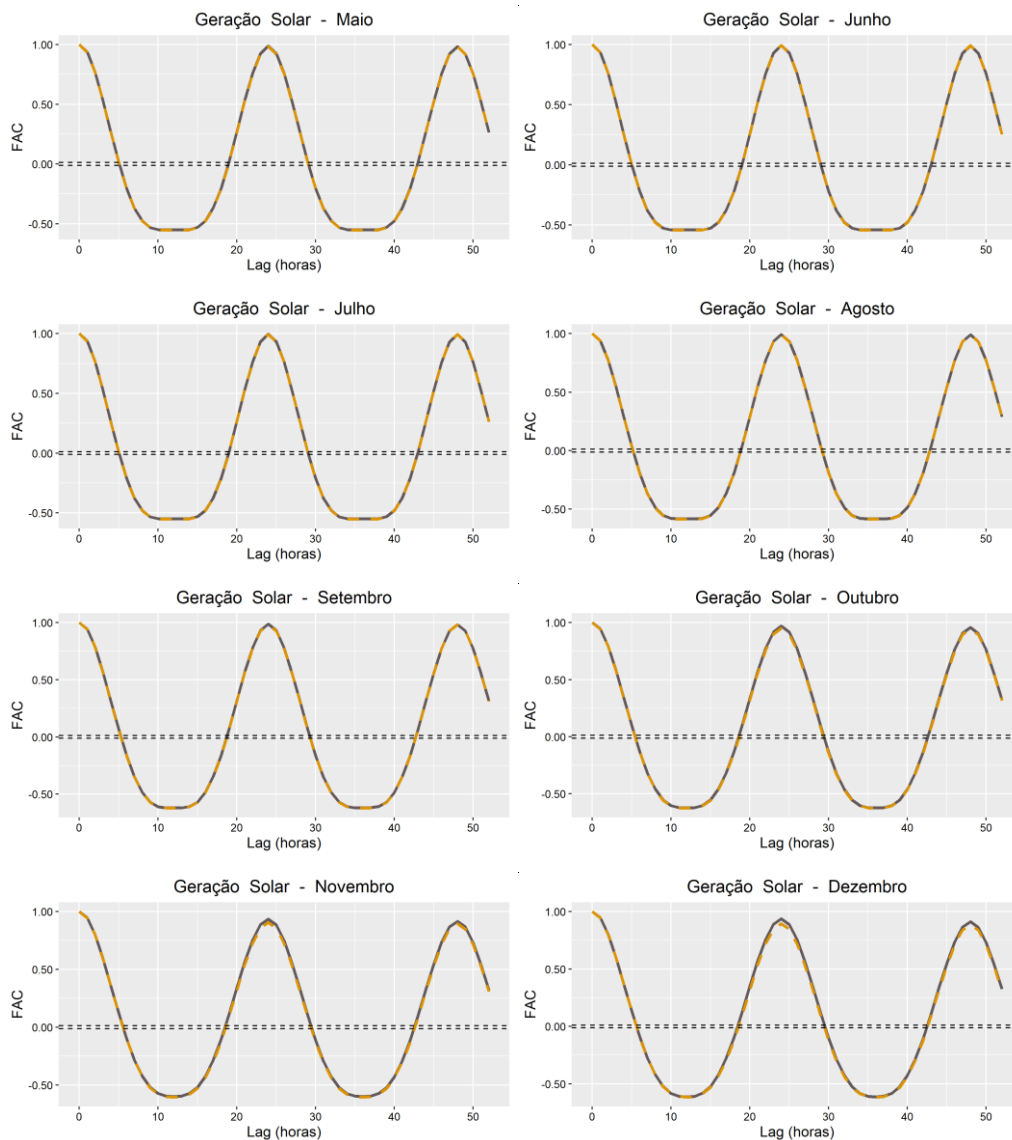 Geração Solar - Maio
1.00
0.50
0.00
-0.50
FAC
0 10 20 30 40 50
Lag (horas)
Geração Solar - Junho
1.00
0.50
0.00
-0.50
FAC
0 10 20 30 40 50
Lag (horas)
Geração Solar - Julho
1.00
0.50
0.00
-0.50
FAC
0 10 20 30 40 50
Lag (horas)
Geração Solar - Agosto
1.00
0.50
0.00
-0.50
FAC
0 10 20 30 40 50
Lag (horas)
Geração Solar - Setembro
1.00
0.50
0.00
-0.50
FAC
0 10 20 30 40 50
Lag (horas)
Geração Solar - Outubro
1.00
0.50
0.00
-0.50
FAC
0 10 20 30 40 50
Lag (horas)
Geração Solar - Novembro
1.00
0.50
0.00
-0.50
FAC
0 10 20 30 40 50
Lag (horas)
Geração Solar - Dezembro
1.00
0.50
0.00
-0.50
FAC
0 10 20 30 40 50
Lag (horas)